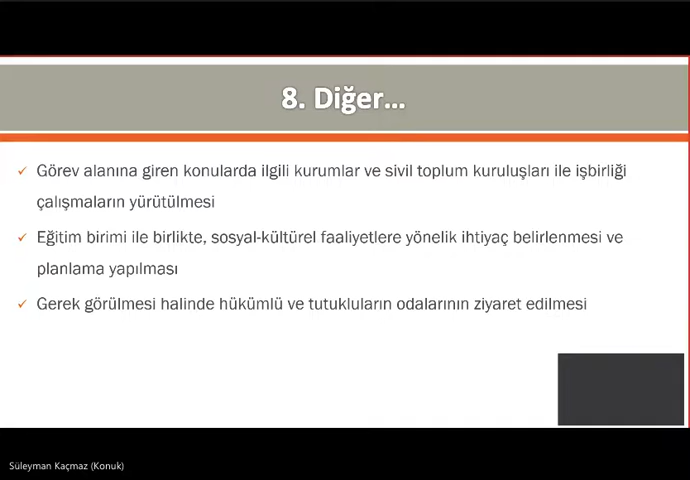 8. Diğer...
✓ Görev alanına giren konularda ilgili kurumlar ve sivil toplum kuruluşları ile işbirliği
çalışmaların yürütülmesi
✓ Eğitim birimi ile birlikte, sosyal-kültürel faaliyetlere yönelik ihtiyaç belirlenmesi ve
planlama yapılması
✓ Gerek görülmesi halinde hükümlü ve tutukluların odalarının ziyaret edilmesi
Süleyman Kaçmaz (Konuk)